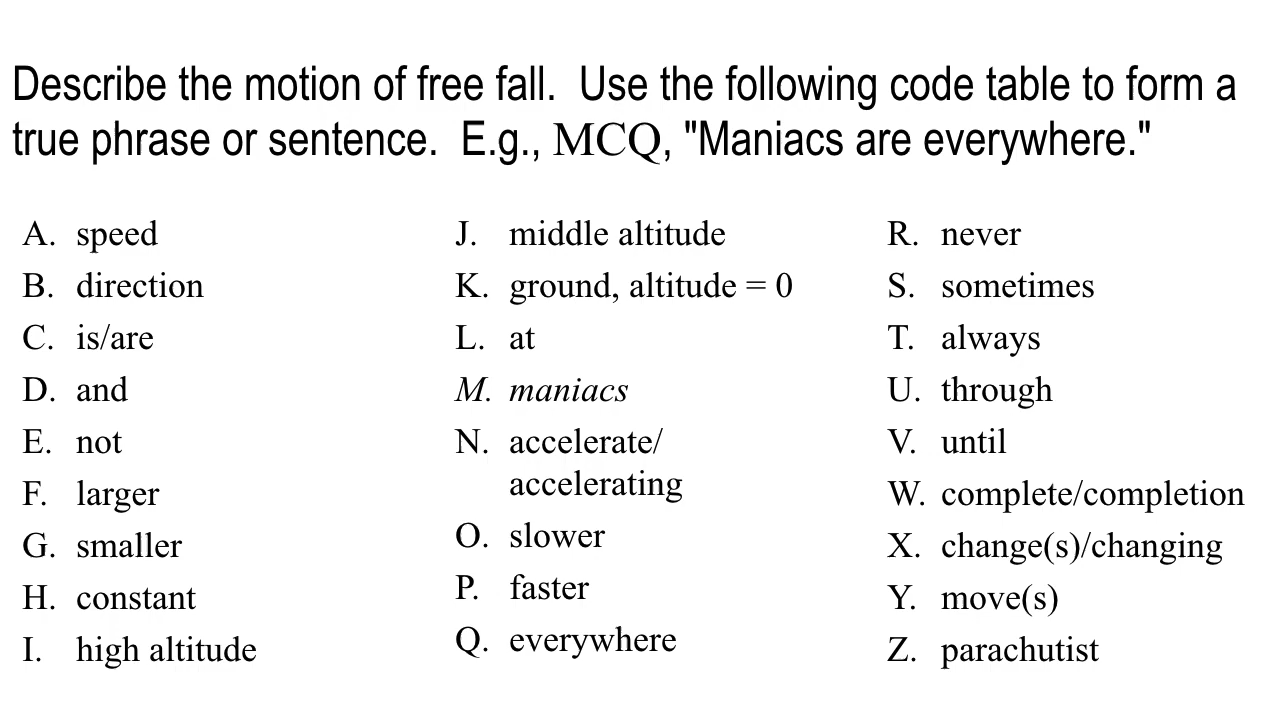 Describe the motion of free fall.  Use the following code table to form a
true phrase or sentence.  E.g., MCQ, "Maniacs are everywhere."
A. speed
B. direction
C. is/are
D. and
E. not
F. larger
G. smaller
H. constant
I. high altitude
J. middle altitude
K. ground, altitude = 0
L. at
M. maniacs
N. accelerate/
accelerating
O. slower
P. faster
Q. everywhere
R. never
S. sometimes
T. always
U. through
V. until
W. complete/completion
X. change(s)/changing
Y. move(s)
Z. parachutist